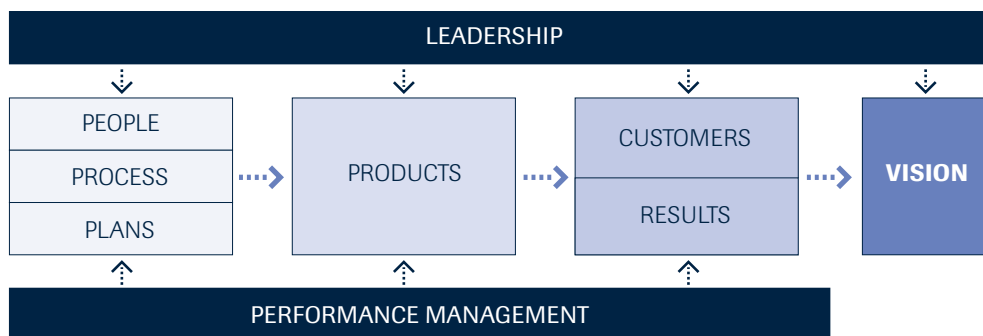 LEADERSHIP
PEOPLE
PROCESS
PLANS
PRODUCTS
CUSTOMERS
RESULTS
VISION
PERFORMANCE MANAGEMENT